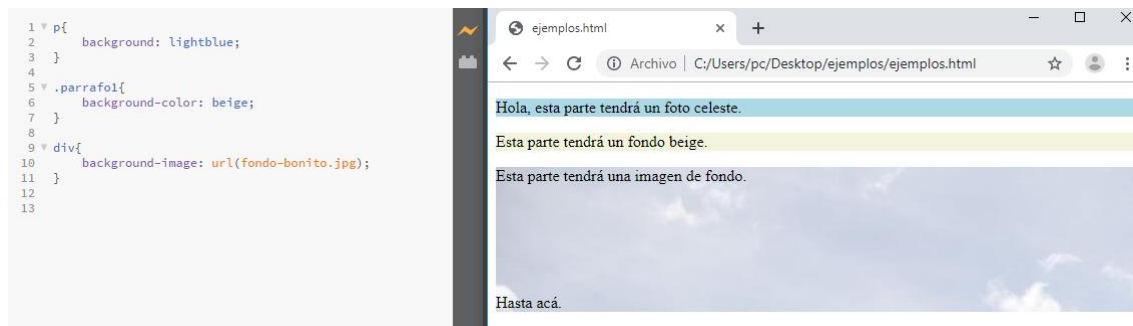 1 p{
2 background: lightblue;
3 }
4
5 .parrafo1{
6 background-color: beige;
7 }
8
9 div{
10 background-image: url(fondo-bonito.jpg);
11 }
12
13
ejemplos.html
Archivo | C:/Users/pc/Desktop/ejemplos/ejemplos.html
Hola, esta parte tendrá un foto celeste.
Esta parte tendrá un fondo beige.
Esta parte tendrá una imagen de fondo.
Hasta acá.